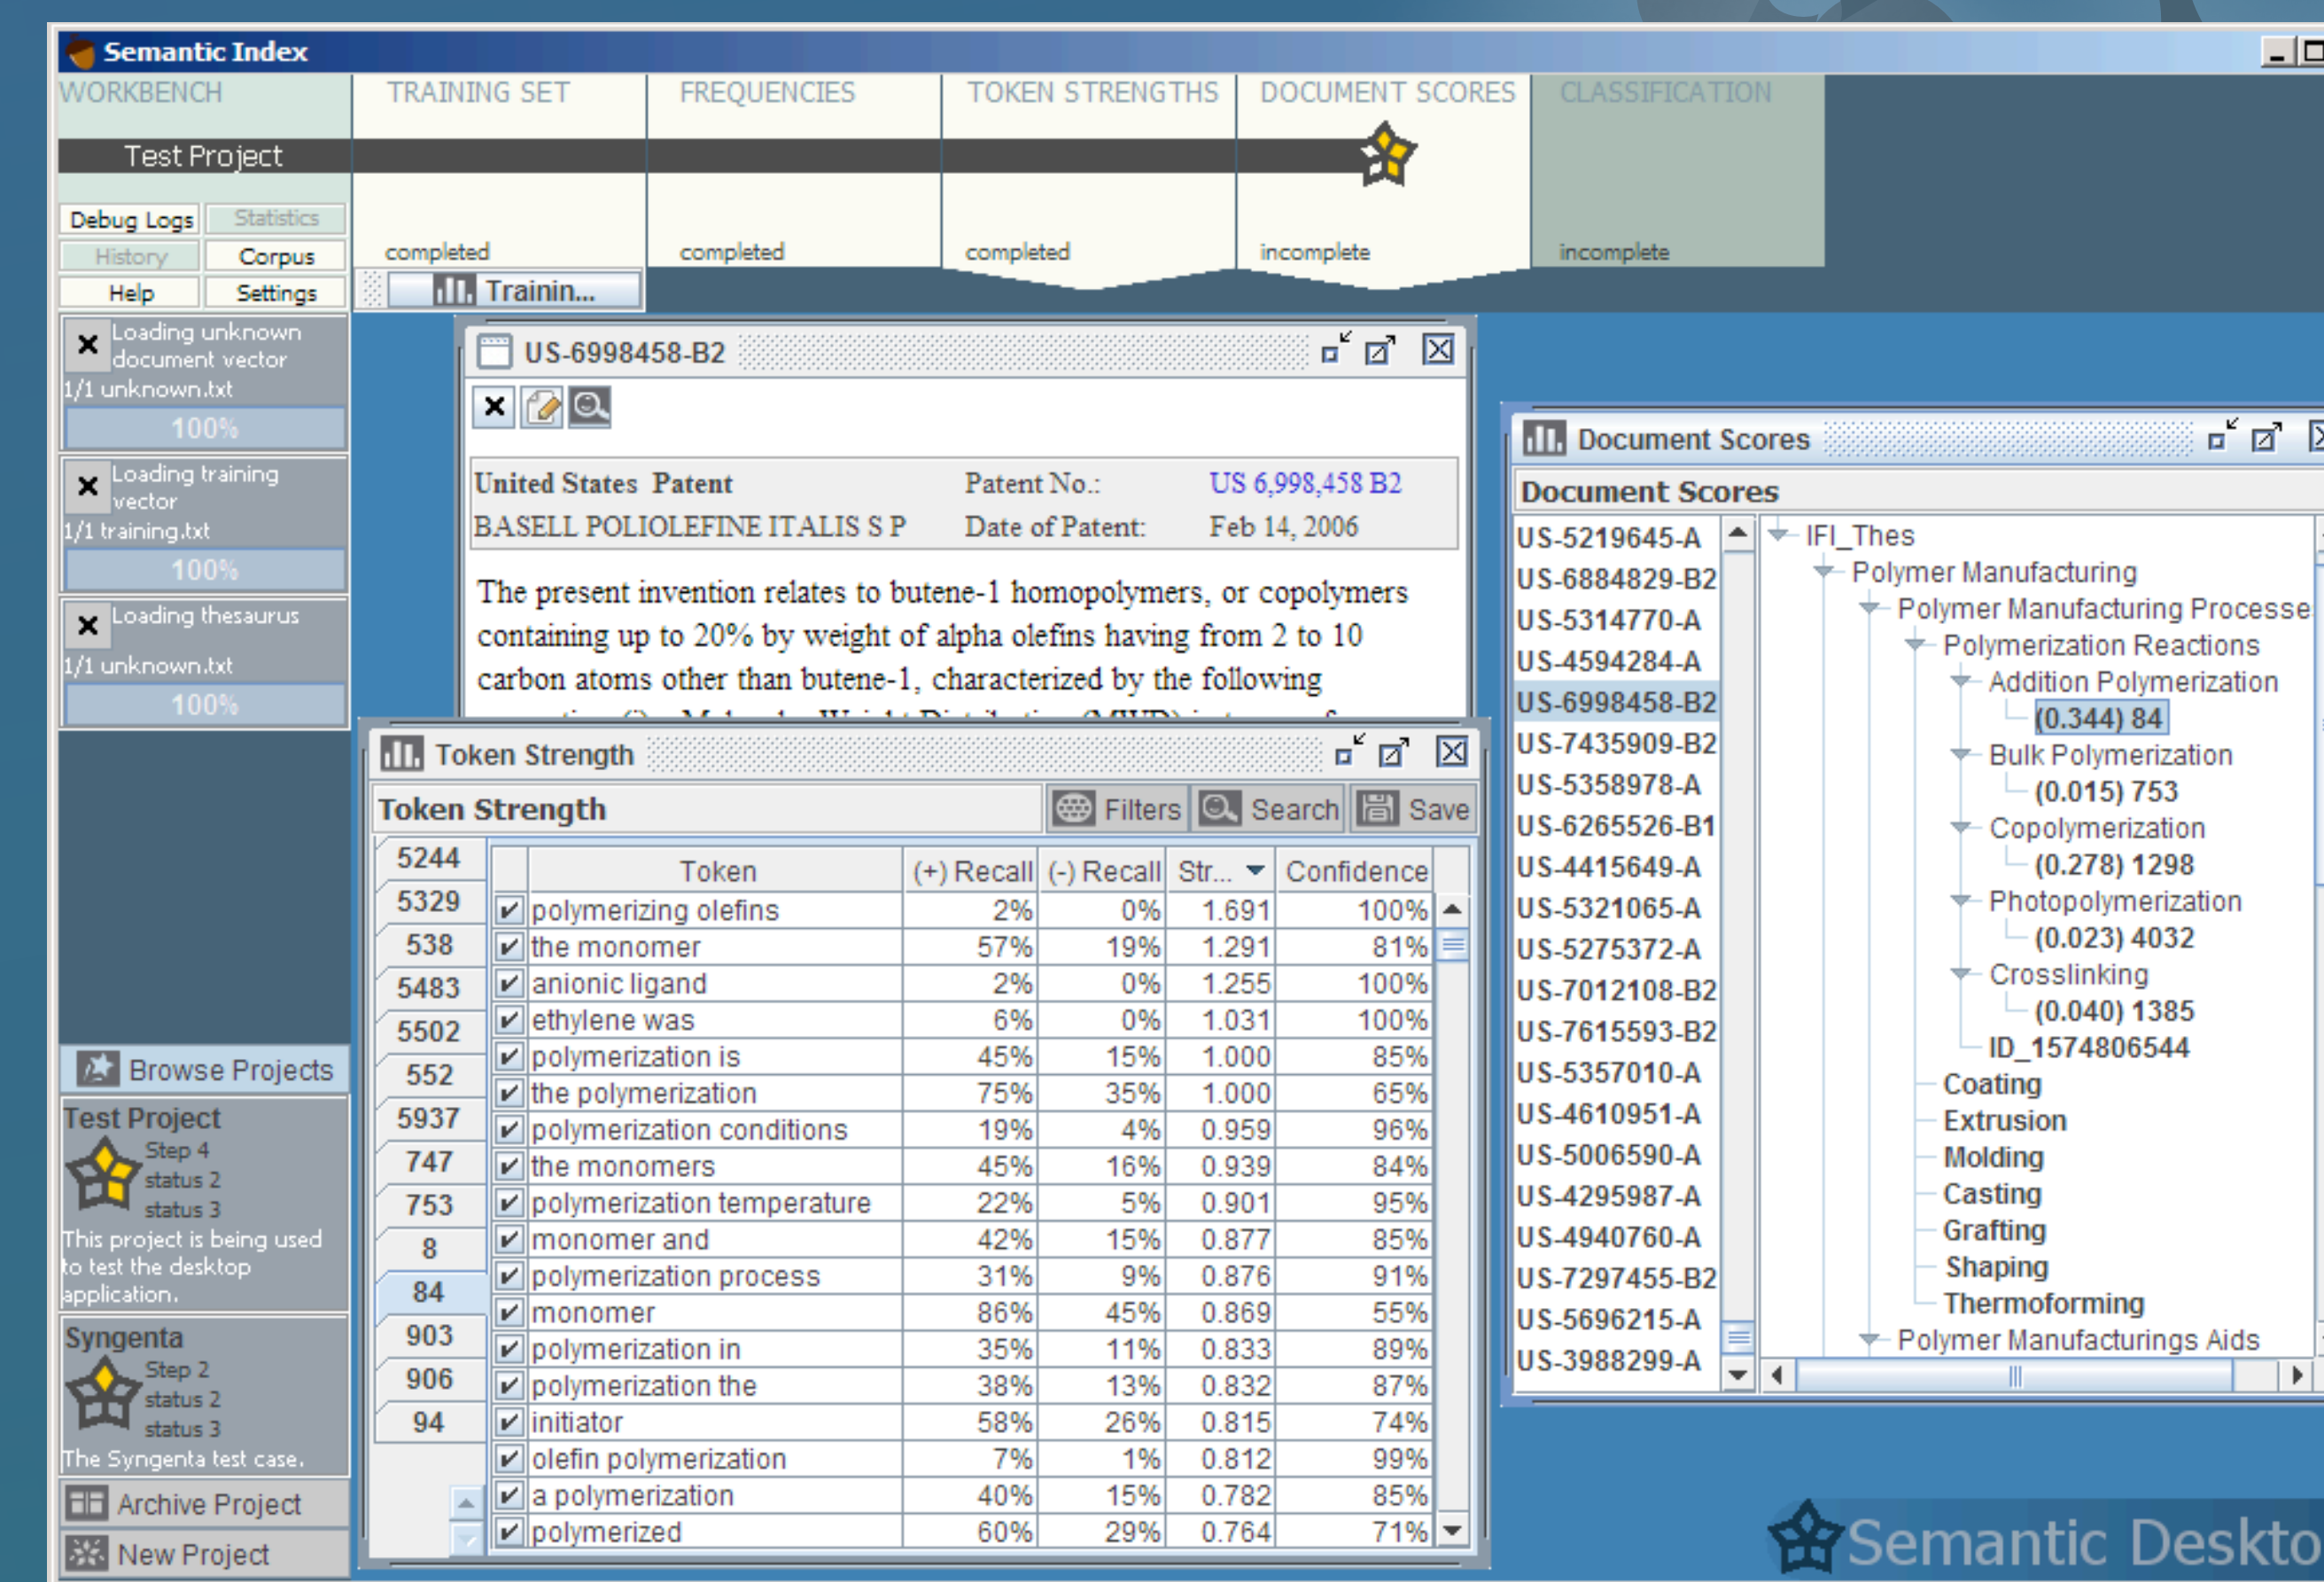 Semantic Index
WORKBENCH
TRAINING SET
FREQUENCIES
TOKEN STRENGTHS
DOCUMENT SCORES
CLASSIFICATION
Test Project
Debug Logs Statistics
History Corpus
Help Settings
completed
completed
completed
incomplete
incomplete
Trainin...
Loading unknown
document vector
1/1 unknown.txt
100%
Loading training
vector
1/1 training.txt
100%
Loading thesaurus
1/1 unknown.txt
100%
Browse Projects
Test Project
Step 4
status 2
status 3
This project is being used
to test the desktop
application.
Syngenta
Step 2
status 2
status 3
The Syngenta test case.
Archive Project
New Project
US-6998458-B2
United States Patent Patent No.: US 6,998,458 B2
BASELL POLIOLEFINE ITALIS S P Date of Patent: Feb 14, 2006
The present invention relates to butene-1 homopolymers, or copolymers
containing up to 20% by weight of alpha olefins having from 2 to 10
carbon atoms other than butene-1, characterized by the following
Token Strength
Token Strength Filters Search Save
5244
5329
538
5483
5502
552
5937
747
753
8
84
903
906
94
Token (+) Recall (-) Recall Str... Confidence
polymerizing olefins 2% 0% 1.691 100%
the monomer 57% 19% 1.291 81%
anionic ligand 2% 0% 1.255 100%
ethylene was 6% 0% 1.031 100%
polymerization is 45% 15% 1.000 85%
the polymerization 75% 35% 1.000 65%
polymerization conditions 19% 4% 0.959 96%
the monomers 45% 16% 0.939 84%
polymerization temperature 22% 5% 0.901 95%
monomer and 42% 15% 0.877 85%
polymerization process 31% 9% 0.876 91%
monomer 86% 45% 0.869 55%
polymerization in 35% 11% 0.833 89%
polymerization the 38% 13% 0.832 87%
initiator 58% 26% 0.815 74%
olefin polymerization 7% 1% 0.812 99%
a polymerization 40% 15% 0.782 85%
polymerized 60% 29% 0.764 71%
Document Scores
Document Scores
US-5219645-A
US-6884829-B2
US-5314770-A
US-4594284-A
US-6998458-B2
US-7435909-B2
US-5358978-A
US-6265526-B1
US-4415649-A
US-5321065-A
US-5275372-A
US-7012108-B2
US-7615593-B2
US-5357010-A
US-4610951-A
US-5006590-A
US-4295987-A
US-4940760-A
US-7297455-B2
US-5696215-A
US-3988299-A
IFI_Thes
Polymer Manufacturing
Polymer Manufacturing Processe
Polymerization Reactions
Addition Polymerization
(0.344) 84
Bulk Polymerization
(0.015) 753
Copolymerization
(0.278) 1298
Photopolymerization
(0.023) 4032
Crosslinking
(0.040) 1385
ID_1574806544
Coating
Extrusion
Molding
Casting
Grafting
Shaping
Thermoforming
Polymer Manufacturings Aids
Semantic Deskto